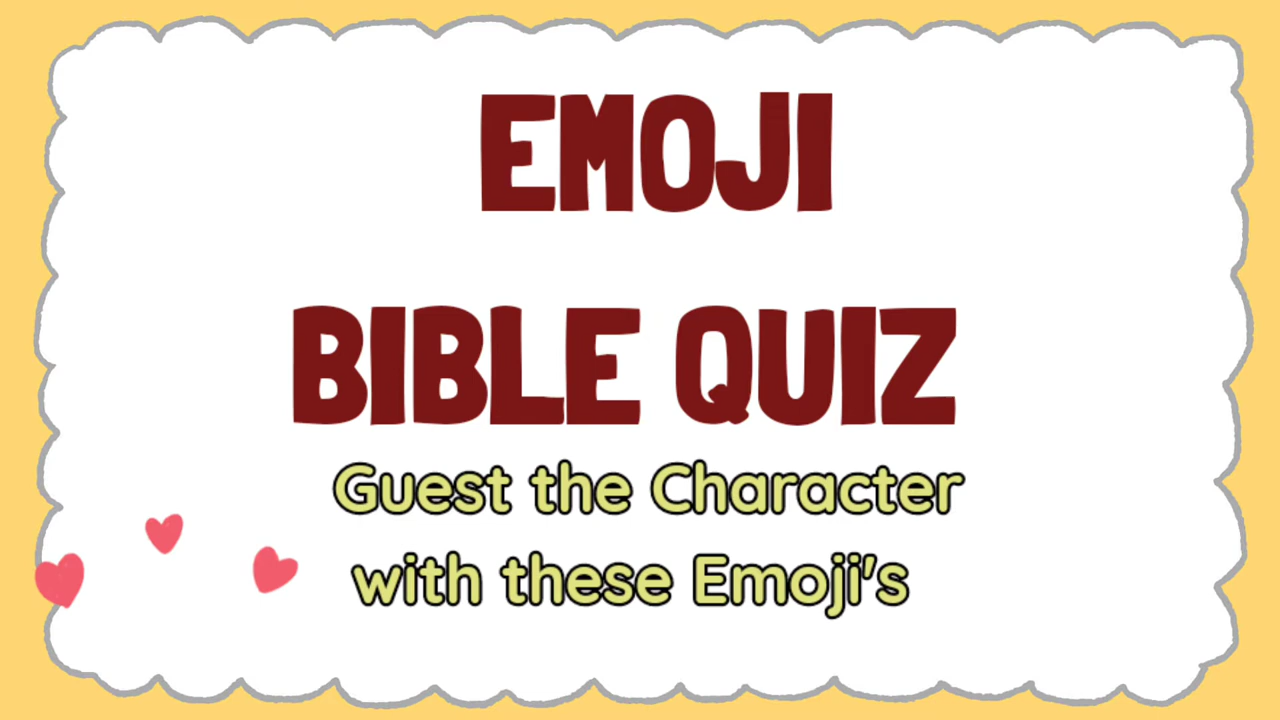 EMOJI
BIBLE QUIZ
Guest the Character
with these Emoji's